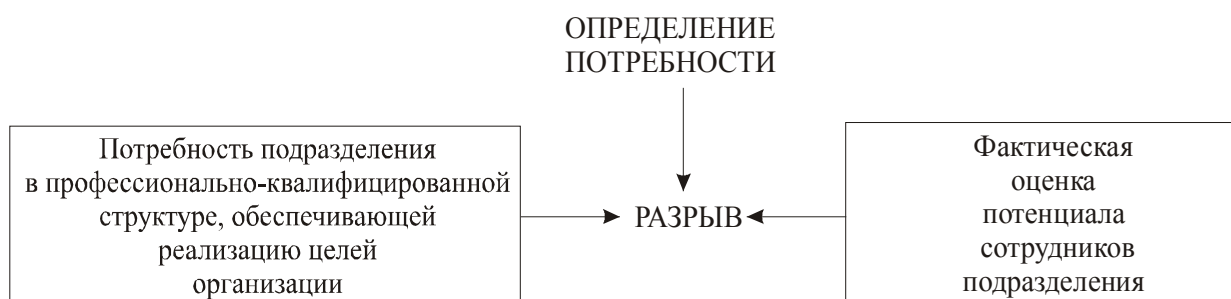 ОПРЕДЕЛЕНИЕ
ПОТРЕБНОСТИ
Потребность подразделения
в профессионально-квалифицированной
структуре, обеспечивающей
реализацию целей
организации
РАЗРЫВ
Фактическая
оценка
потенциала
сотрудников
подразделения